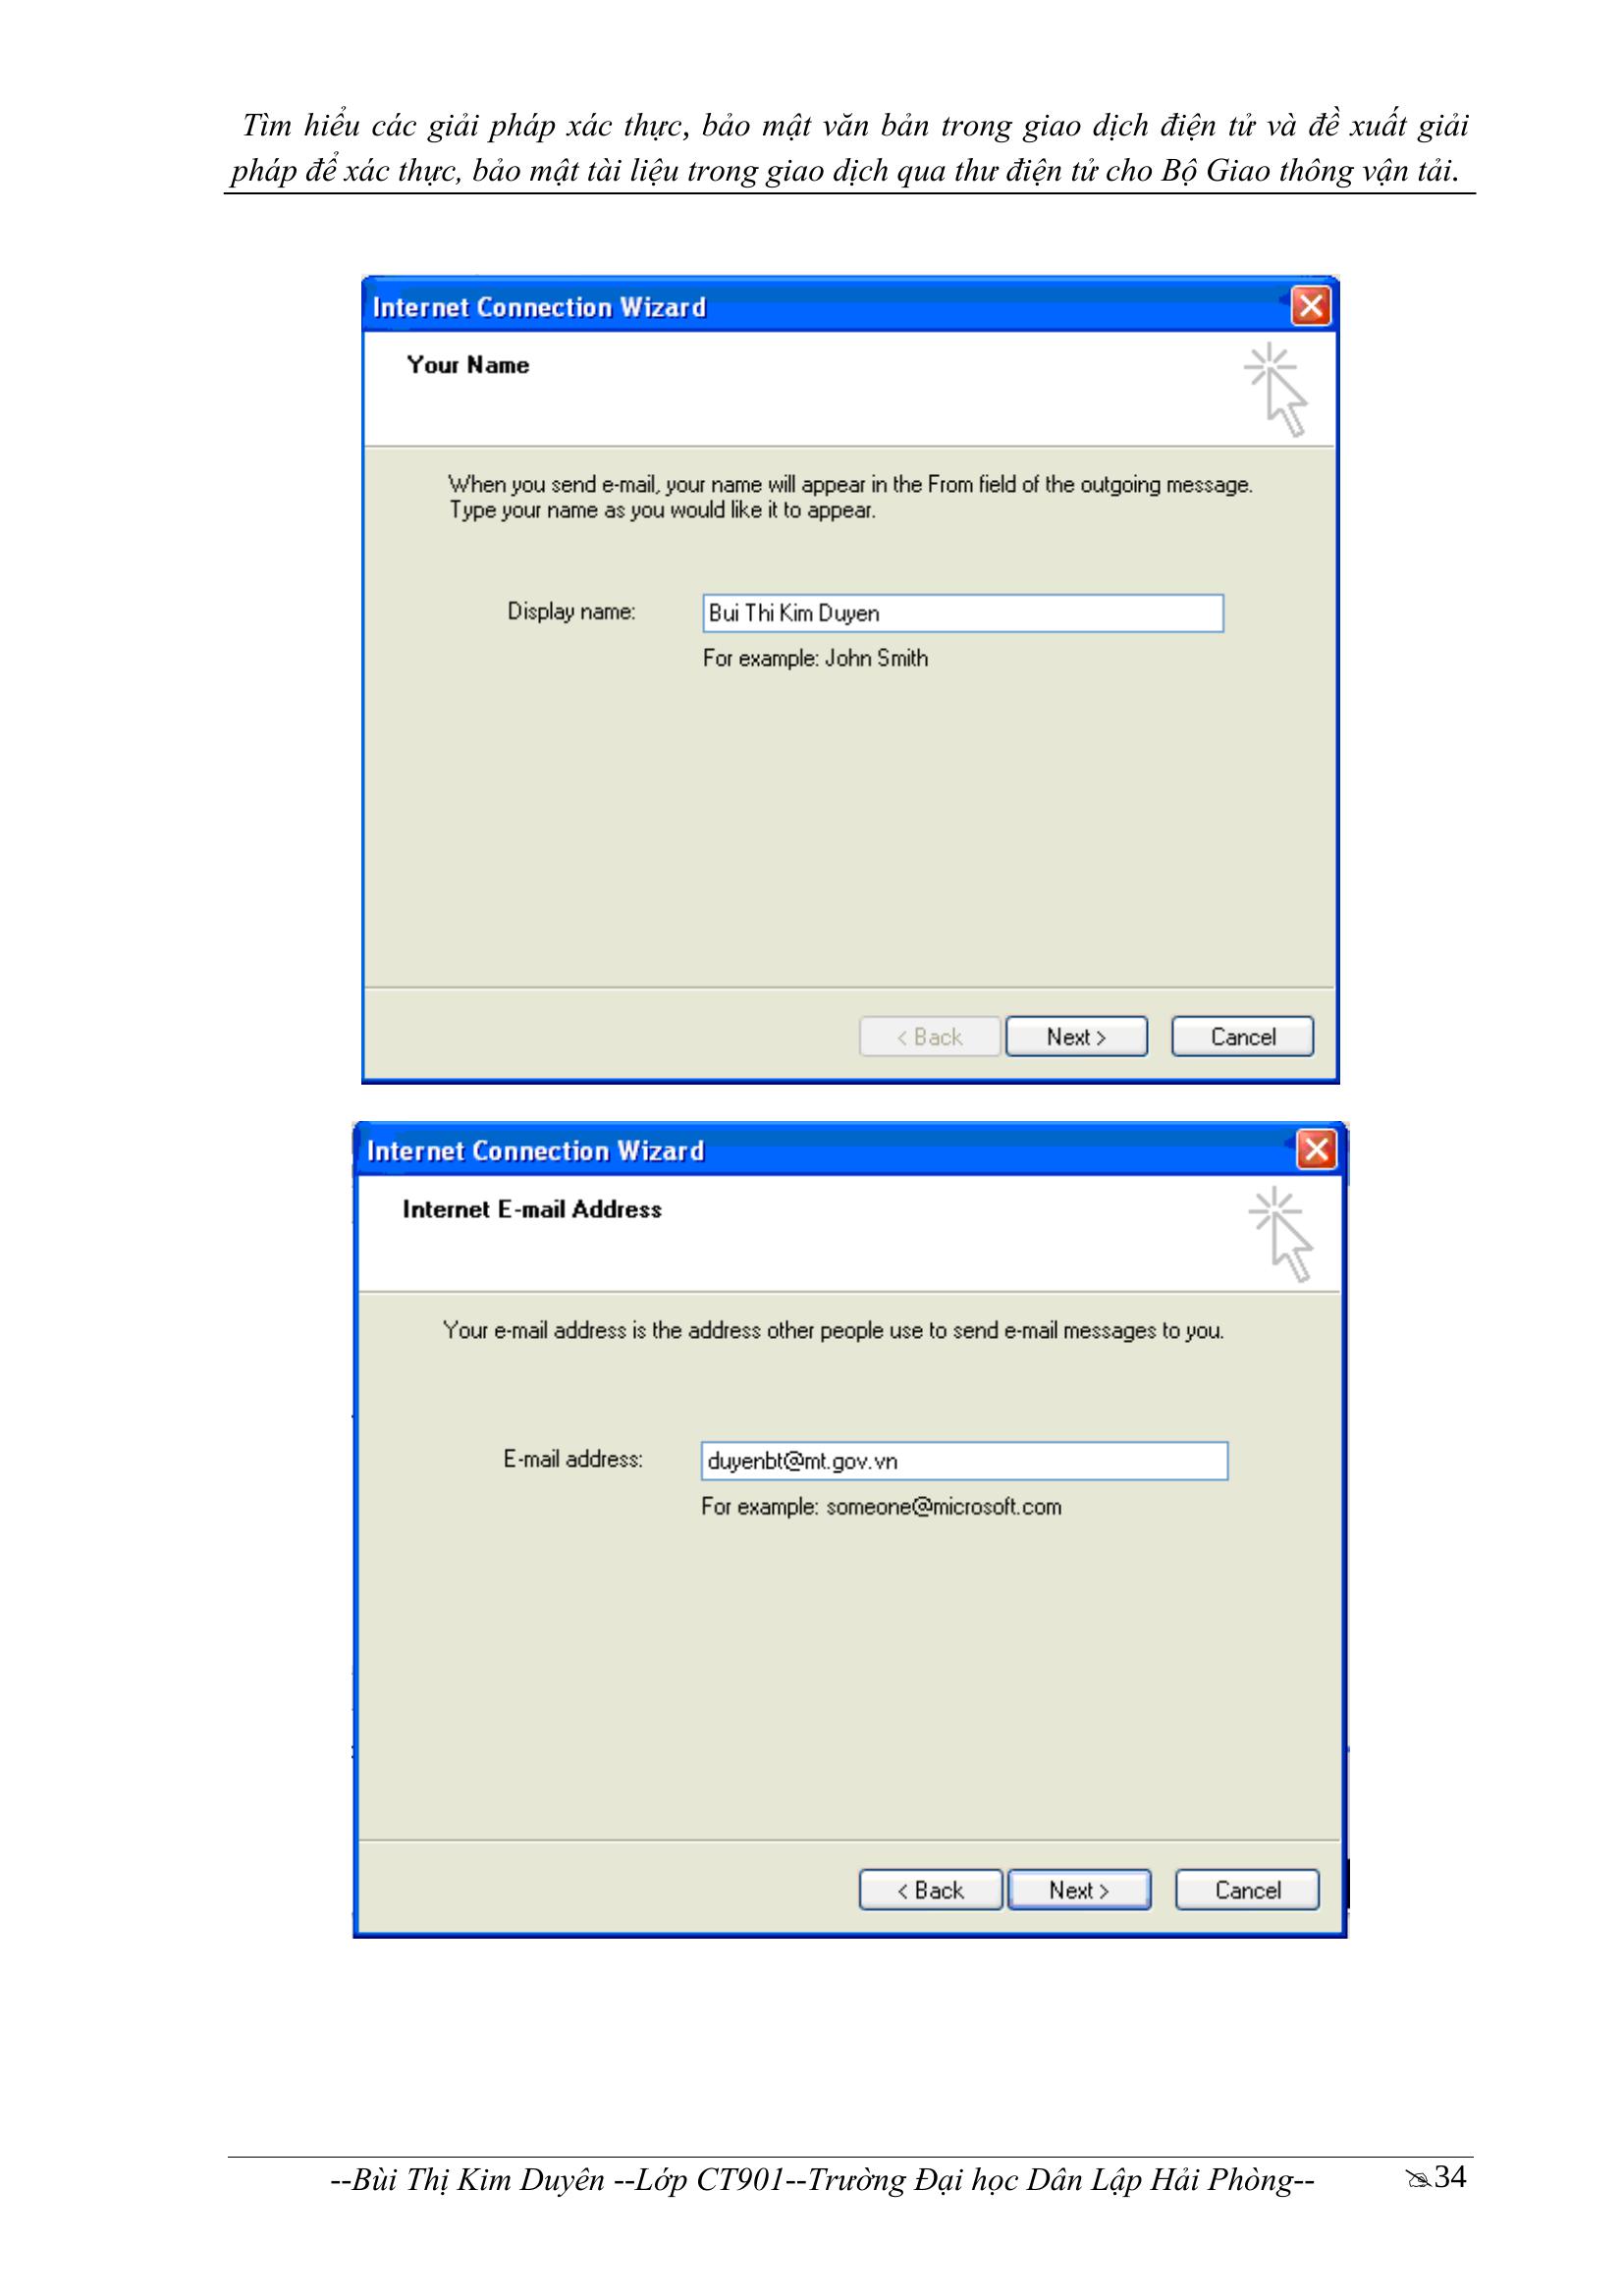 Tìm hiểu các giải pháp xác thực, bảo mật văn bản trong giao dịch điện tử và đề xuất giải
pháp để xác thực, bảo mật tài liệu trong giao dịch qua thư điện tử cho Bộ Giao thông vận tải.
Internet Connection Wizard
Your Name
When you send e-mail, your name will appear in the From field of the outgoing message.
Type your name as you would like it to appear.
Display name: Bui Thi Kim Duyen
For example: John Smith
< Back Next > Cancel
Internet Connection Wizard
Internet E-mail Address
Your e-mail address is the address other people use to send e-mail messages to you.
E-mail address: duyenbt@mt.gov.vn
For example: someone@microsoft.com
< Back Next > Cancel
--Bùi Thị Kim Duyên --Lớp CT901--Trường Đại học Dân Lập Hải Phòng-- 34